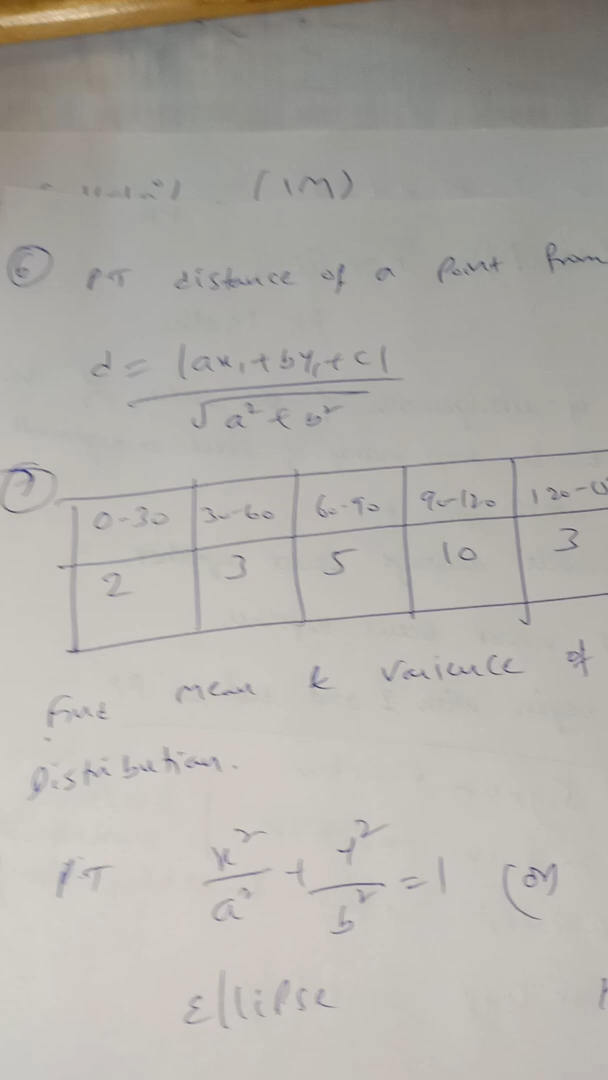 (1M)
6 PT distance of a point from
d = |ax₁ + by₁ + c|
√a² + b²
7
0-30 30-60 60-90 90-120 120-
2 3 5 10 3
find mean & varience of
Distribution.
PT x²/a² + y²/b² = 1 (or)
Ellipse